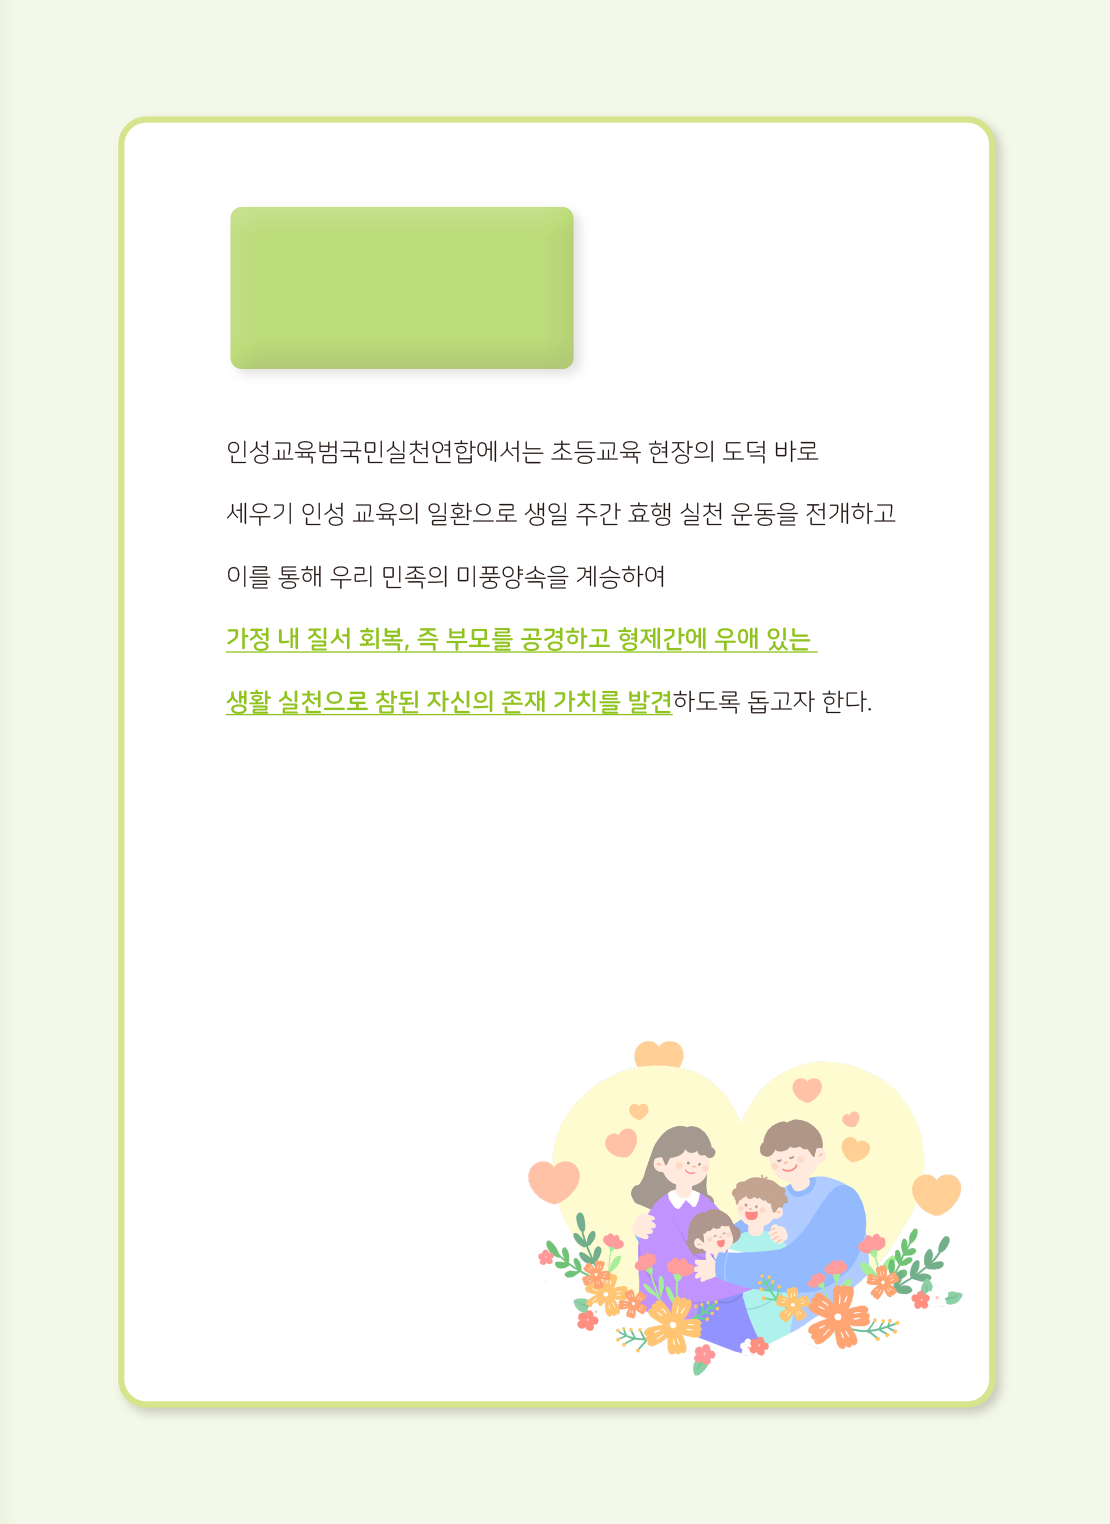 인성교육범국민실천연합에서는 초등교육 현장의 도덕 바로
세우기 인성 교육의 일환으로 생일 주간 효행 실천 운동을 전개하고
이를 통해 우리 민족의 미풍양속을 계승하여
가정 내 질서 회복, 즉 부모를 공경하고 형제간에 우애 있는
생활 실천으로 참된 자신의 존재 가치를 발견하도록 돕고자 한다.